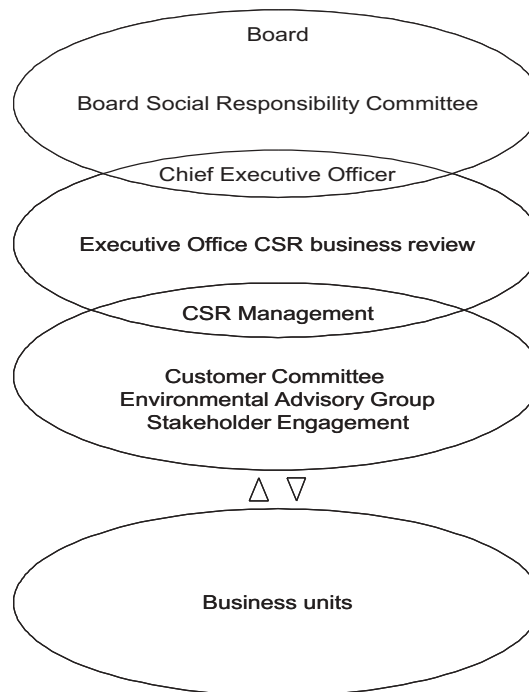 Board
Board Social Responsibility Committee
Chief Executive Officer
Executive Office CSR business review
CSR Management
Customer Committee
Environmental Advisory Group
Stakeholder Engagement
Business units